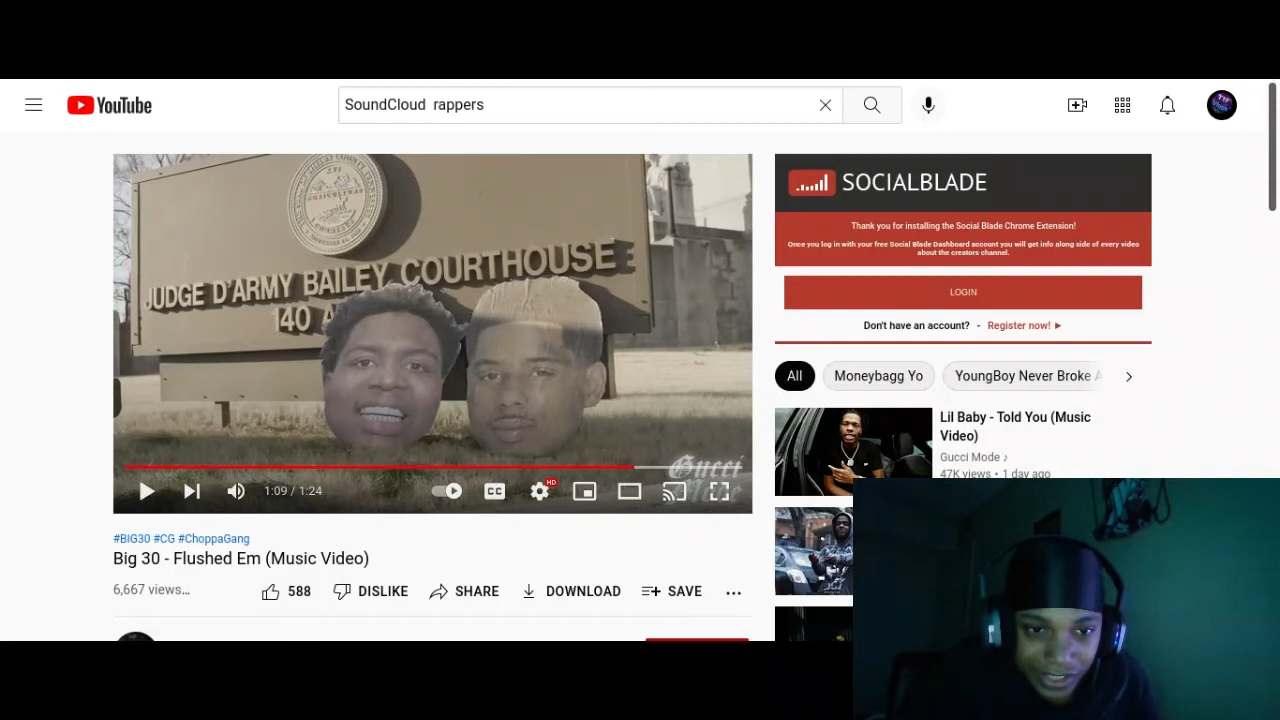 YouTube
SoundCloud  rappers
AGRICULTURE
JUDGE D'ARMY BAILEY COURTHOUSE
140 A
Gucci
1:09 / 1:24
CC
HD
#BIG30 #CG #ChoppaGang
Big 30 - Flushed Em (Music Video)
6,667 views...
588
DISLIKE
SHARE
DOWNLOAD
SAVE
SOCIALBLADE
Thank you for installing the Social Blade Chrome Extension!
Once you log in with your free Social Blade Dashboard account you will get info along side of every video
about the creators channel.
LOGIN
Don't have an account? - Register now! ►
All
Moneybagg Yo
YoungBoy Never Broke A
Lil Baby - Told You (Music
Video)
Gucci Mode ♪
47K views • 1 day ago